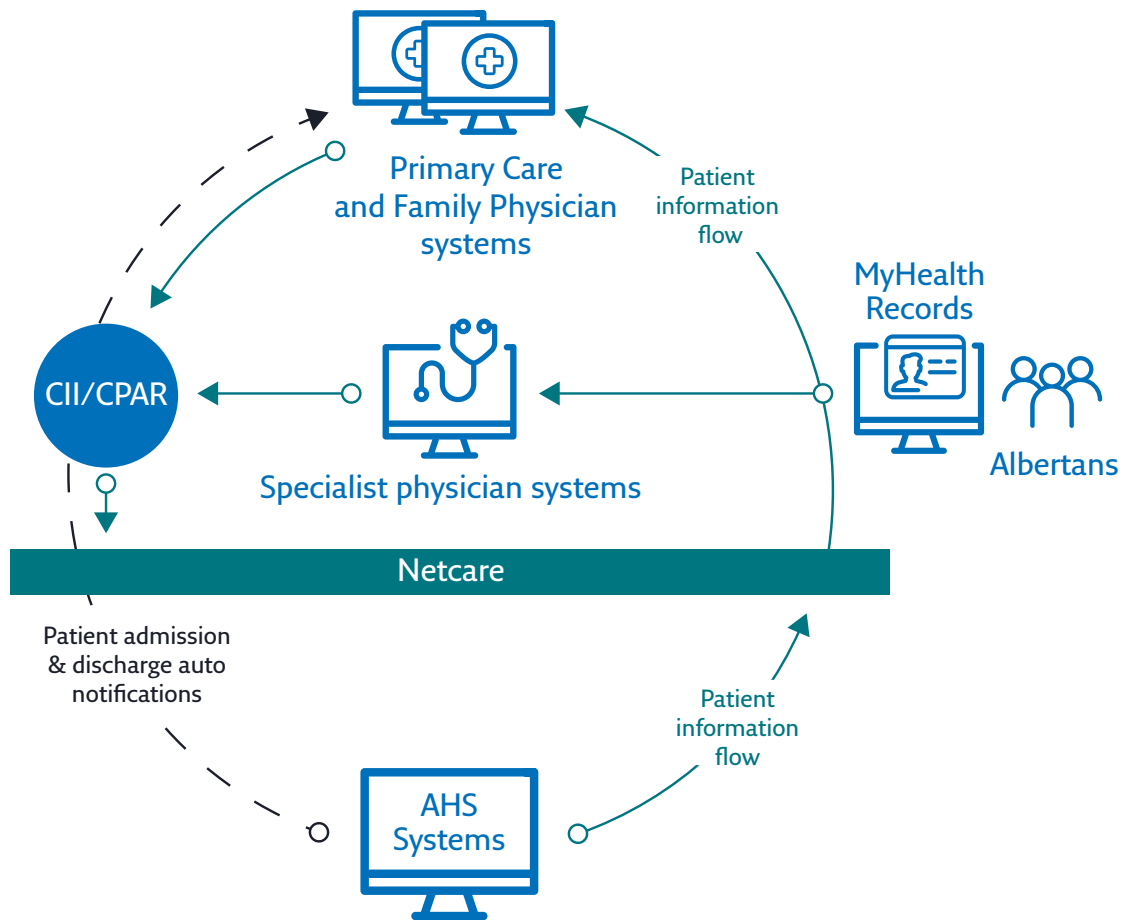 Primary Care
and Family Physician
systems
Patient
information
flow
MyHealth
Records
CII/CPAR
Albertans
Specialist physician systems
Netcare
Patient admission
& discharge auto
notifications
Patient
information
flow
AHS
Systems